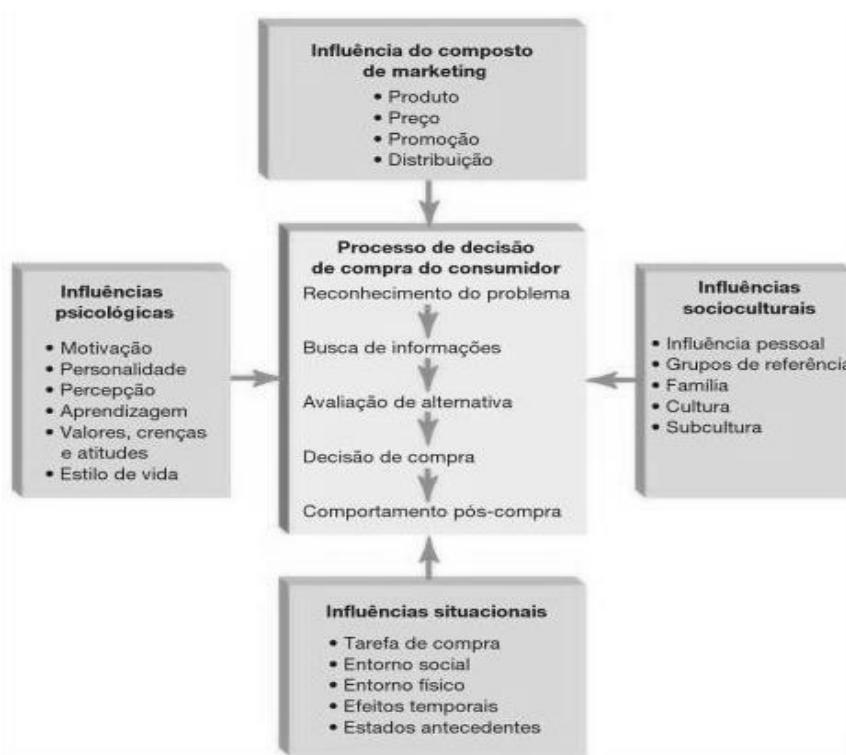 Influência do composto
de marketing
• Produto
• Preço
• Promoção
• Distribuição
Influências
psicológicas
• Motivação
• Personalidade
• Percepção
• Aprendizagem
• Valores, crenças
e atitudes
• Estilo de vida
Processo de decisão
de compra do consumidor
Reconhecimento do problema
Busca de informações
Avaliação de alternativa
Decisão de compra
Comportamento pós-compra
Influências
socioculturais
• Influência pessoal
• Grupos de referência
• Família
• Cultura
• Subcultura
Influências situacionais
• Tarefa de compra
• Entorno social
• Entorno físico
• Efeitos temporais
• Estados antecedentes